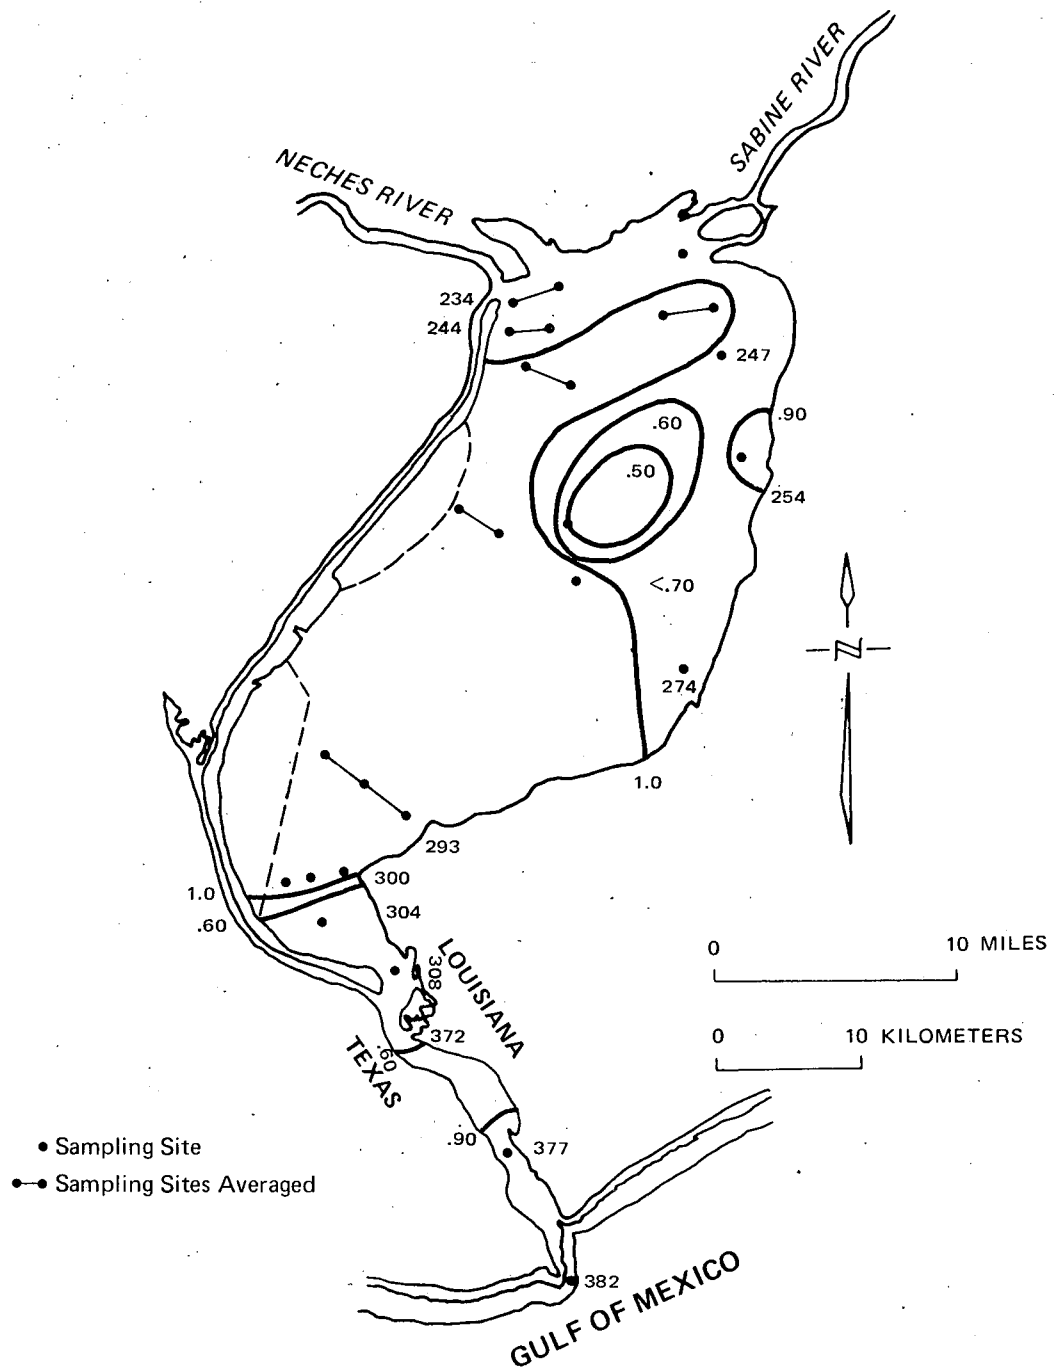 SABINE RIVER
NECHES RIVER
234
244
247
.90
.60
.50
254
<.70
N
274
1.0
293
300
1.0
304
.60
0 10 MILES
308
LOUISIANA
372
0 10 KILOMETERS
.60
TEXAS
.90
377
Sampling Site
Sampling Sites Averaged
382
GULF OF MEXICO